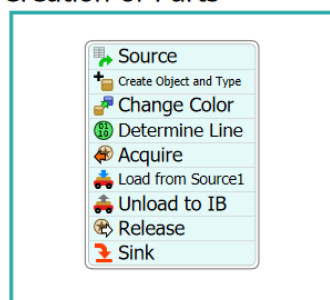 Source
Create Object and Type
Change Color
Determine Line
Acquire
Load from Source1
Unload to IB
Release
Sink